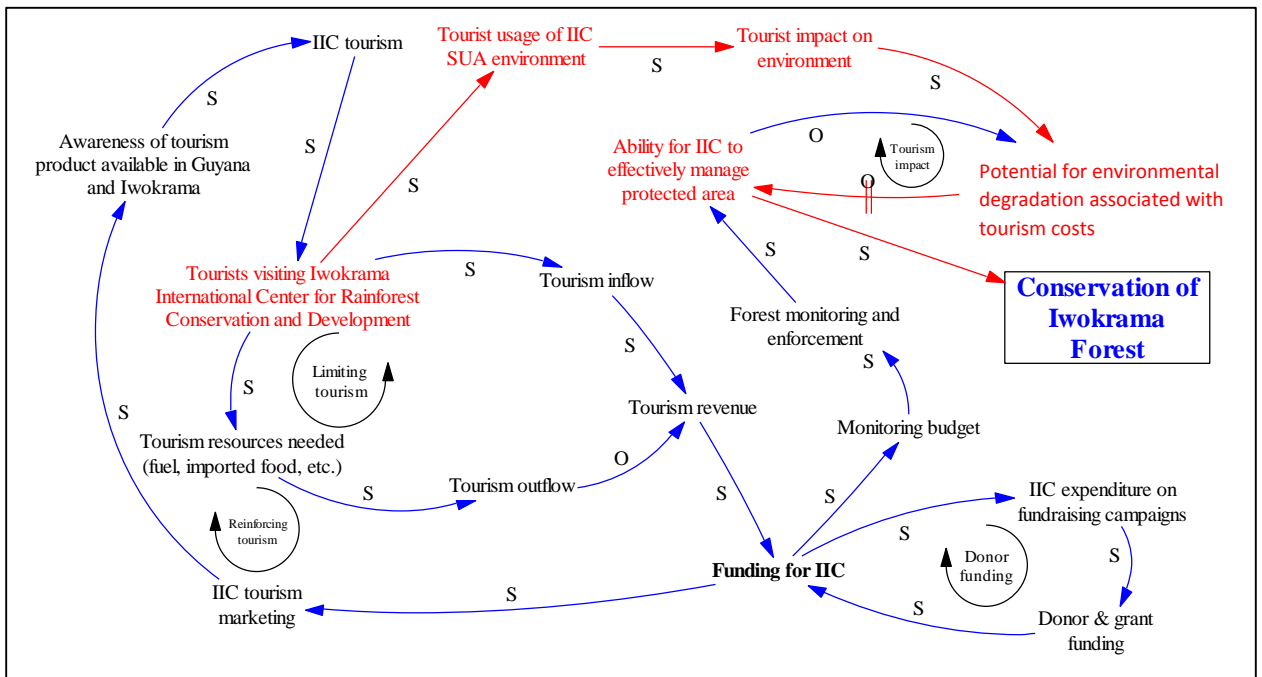 IIC tourism
Tourist usage of IIC
SUA environment
S
Tourist impact on
environment
S
S
Awareness of tourism
product available in Guyana
and Iwokrama
S
S
Ability for IIC to
effectively manage
protected area
O
Tourism
impact
O
Potential for environmental
degradation associated with
tourism costs
S
S
Tourists visiting Iwokrama
International Center for Rainforest
Conservation and Development
S
Tourism inflow
S
Forest monitoring and
enforcement
Conservation of
Iwokrama
Forest
S
Limiting
tourism
S
S
Tourism revenue
Monitoring budget
S
Tourism resources needed
(fuel, imported food, etc.)
S
Tourism outflow
O
S
S
IIC expenditure on
fundraising campaigns
S
Reinforcing
tourism
Funding for IIC
Donor
funding
S
IIC tourism
marketing
S
S
Donor & grant
funding